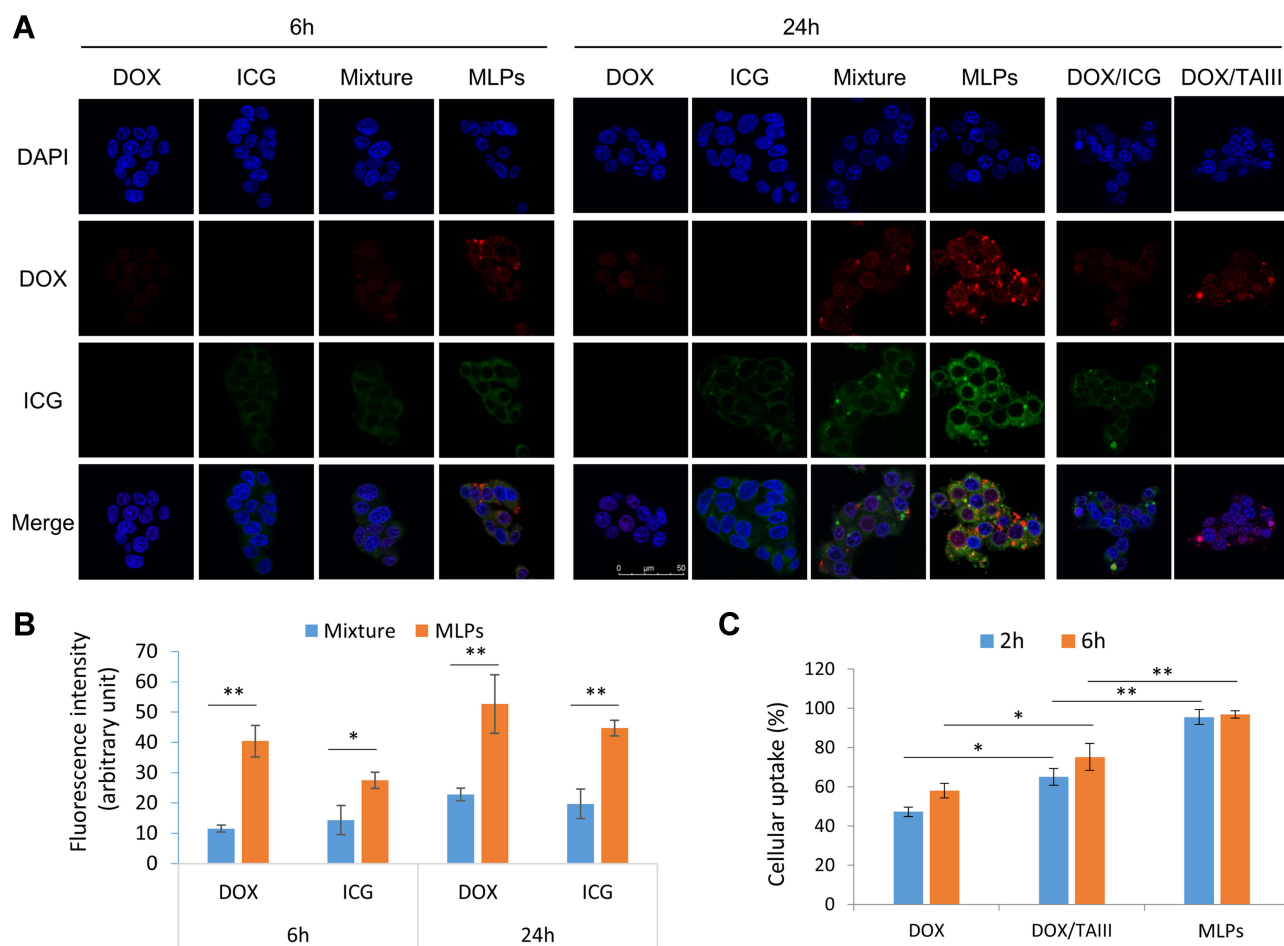 A
6h
24h
DOX ICG Mixture MLPs DOX ICG Mixture MLPs DOX/ICG DOX/TAIII
DAPI
DOX
ICG
Merge
0 µm 50
B
Mixture MLPs
Fluorescence intensity
(arbitrary unit)
70
60
50
40
30
20
10
0
** * ** **
DOX ICG DOX ICG
6h 24h
C
2h 6h
Cellular uptake (%)
120
100
80
60
40
20
0
* * ** **
DOX DOX/TAIII MLPs